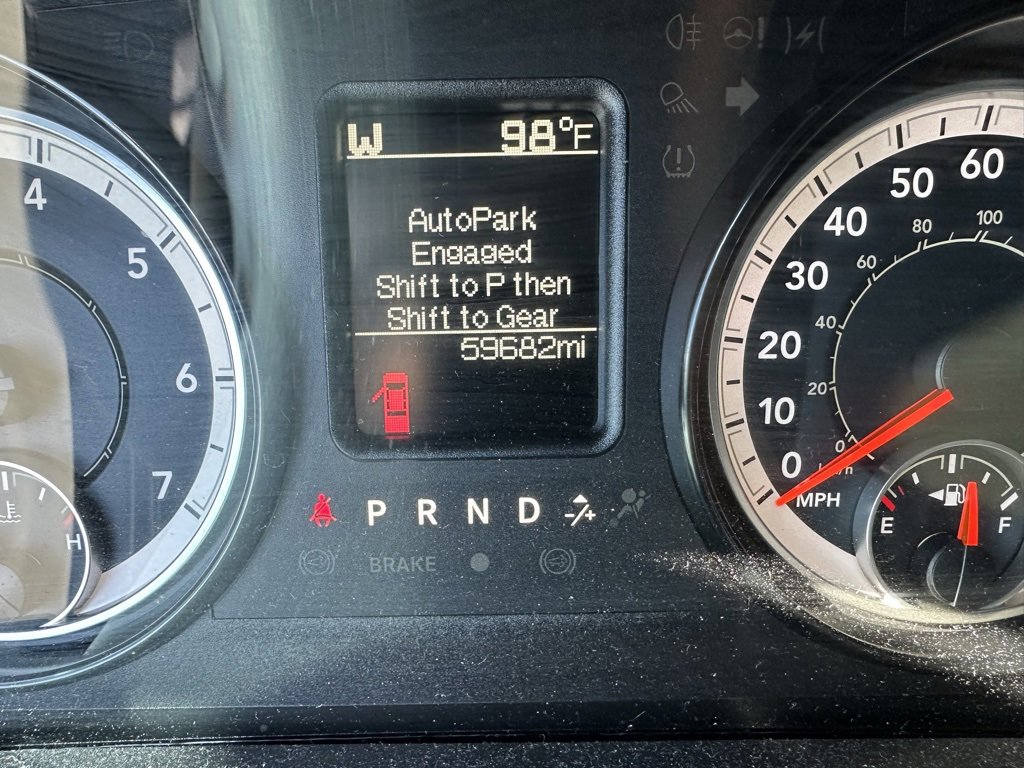 W 98°F
AutoPark
Engaged
Shift to P then
Shift to Gear
59682mi
4
5
6
7
H
P R N D -/+
BRAKE
0
10
20
30
40
50
60
MPH
0
20
40
60
80
100
km/h
E F